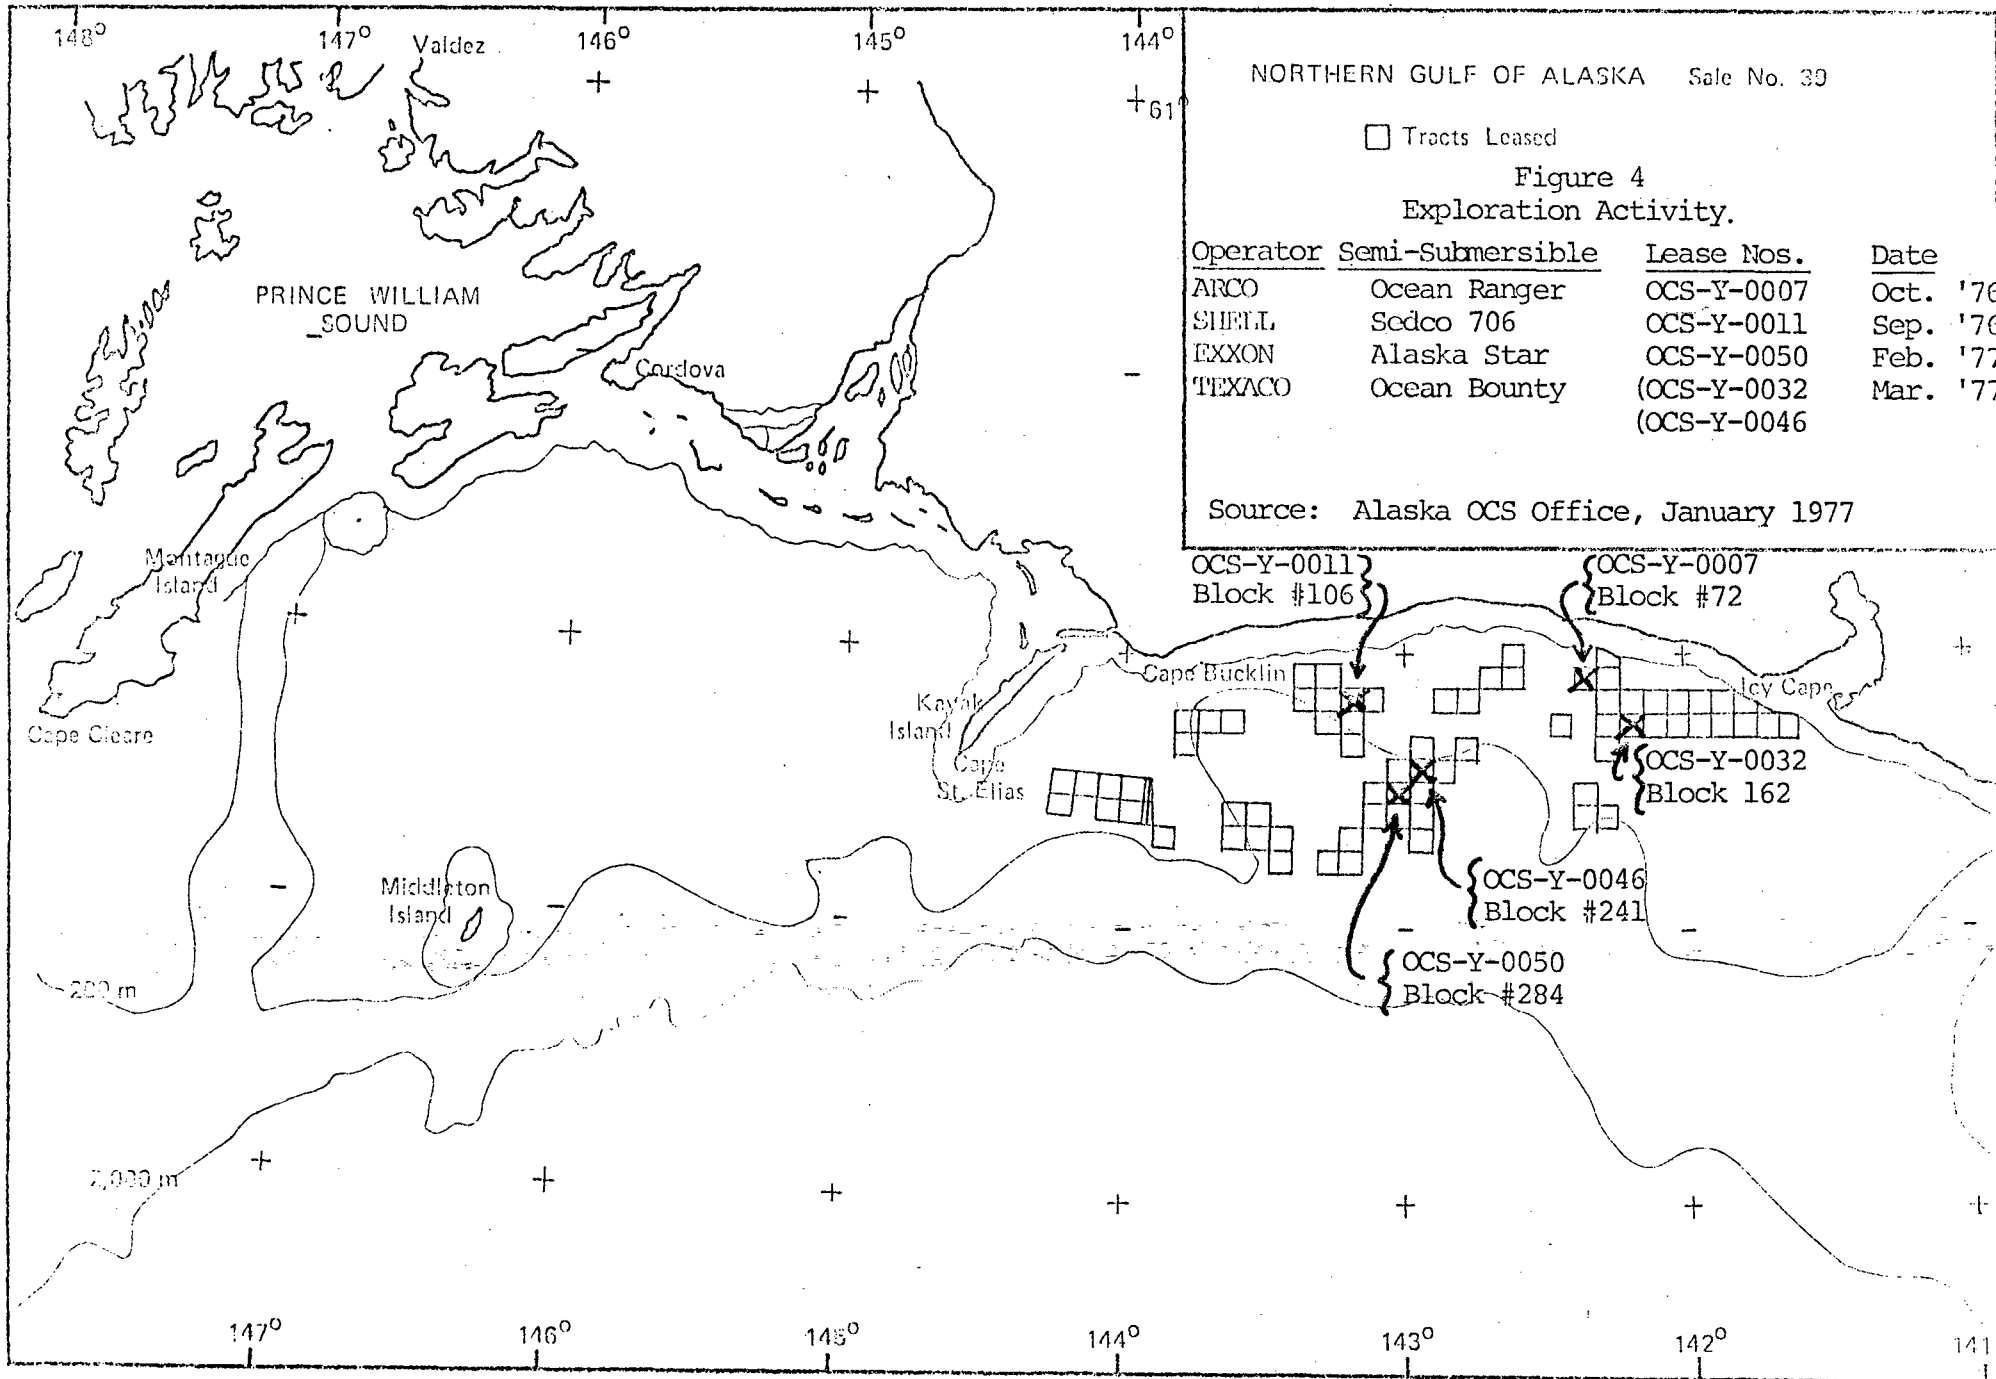 148° 147° 146° 145° 144°
Valdez
+61
NORTHERN GULF OF ALASKA Sale No. 39
Tracts Leased
Figure 4
Exploration Activity.
Operator Semi-Submersible Lease Nos. Date
ARCO Ocean Ranger OCS-Y-0007 Oct. '76
SHELL Sedco 706 OCS-Y-0011 Sep. '76
EXXON Alaska Star OCS-Y-0050 Feb. '77
TEXACO Ocean Bounty (OCS-Y-0032 Mar. '77
(OCS-Y-0046
Source: Alaska OCS Office, January 1977
PRINCE WILLIAM
SOUND
Cordova
Montague
Island
Cape Cleare
OCS-Y-0011
Block #106
OCS-Y-0007
Block #72
Cape Bucklin
Icy Cape
Kayak
Island
Cape
St. Elias
OCS-Y-0032
Block 162
Middleton
Island
OCS-Y-0046
Block #241
OCS-Y-0050
Block #284
200 m
2,000 m
147° 146° 145° 144° 143° 142° 141